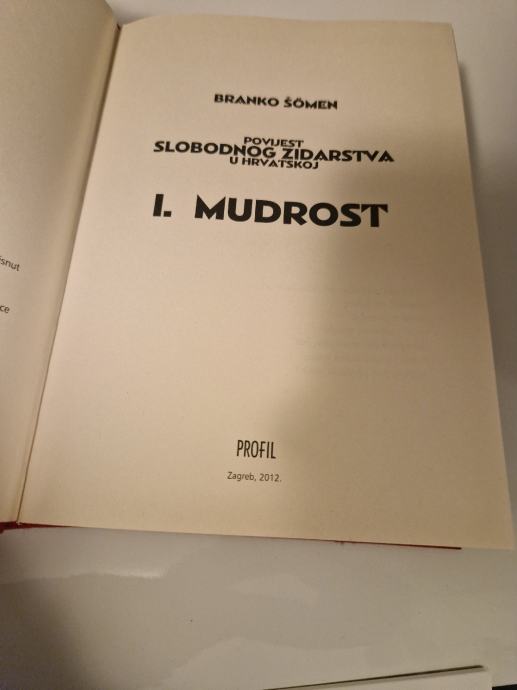 BRANKO ŠÖMEN
POVIJEST
SLOBODNOG ZIDARSTVA
U HRVATSKOJ
I. MUDROST
PROFIL
Zagreb, 2012.